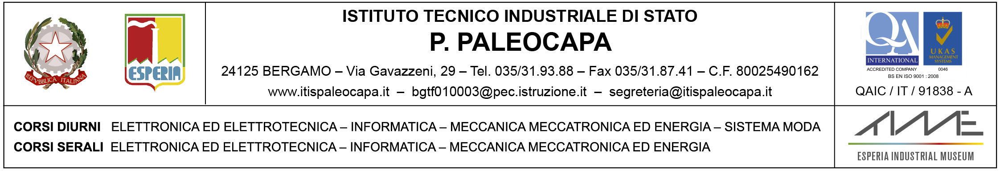 REPVBBLICA ITALIANA
ESPERIA
ISTITUTO TECNICO INDUSTRIALE DI STATO
P. PALEOCAPA
24125 BERGAMO – Via Gavazzeni, 29 – Tel. 035/31.93.88 – Fax 035/31.87.41 – C.F. 80025490162
www.itispaleocapa.it – bgtf010003@pec.istruzione.it – segreteria@itispaleocapa.it
QA
INTERNATIONAL
UKAS
MANAGEMENT
SYSTEMS
ACCREDITED COMPANY 0046
BS EN ISO 9001 : 2008
QAIC / IT / 91838 - A
CORSI DIURNI ELETTRONICA ED ELETTROTECNICA – INFORMATICA – MECCANICA MECCATRONICA ED ENERGIA – SISTEMA MODA
CORSI SERALI ELETTRONICA ED ELETTROTECNICA – INFORMATICA – MECCANICA MECCATRONICA ED ENERGIA
TIME
ESPERIA INDUSTRIAL MUSEUM